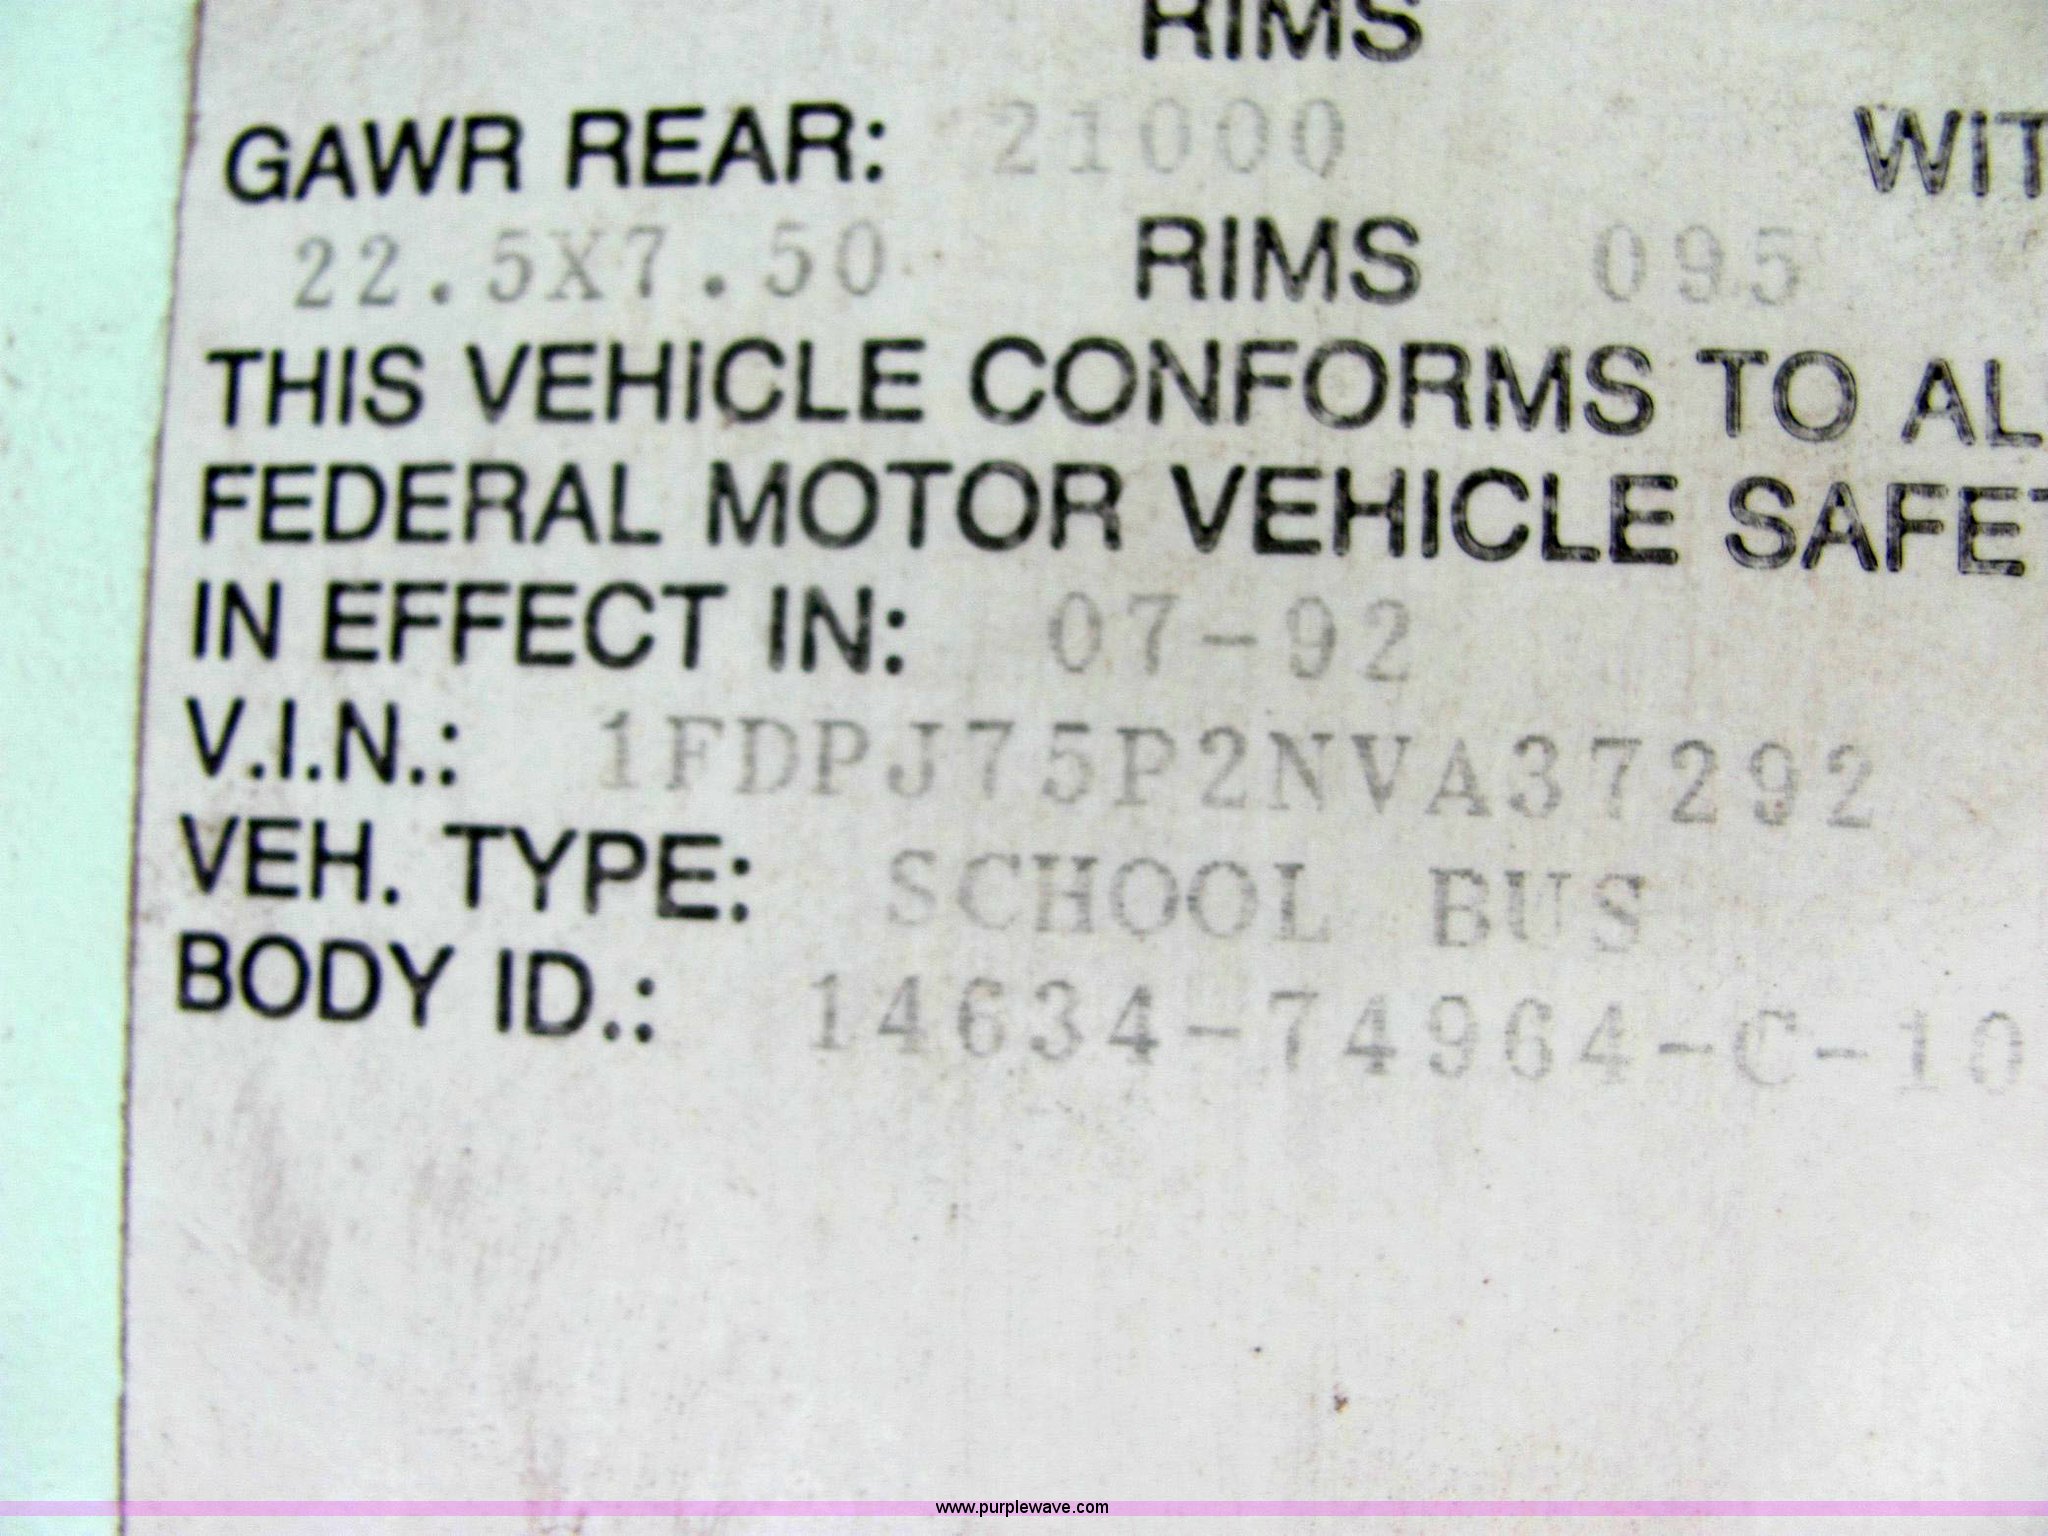 RIMS
GAWR REAR: 21000 WIT
22.5X7.50 RIMS 095
THIS VEHICLE CONFORMS TO AL
FEDERAL MOTOR VEHICLE SAFET
IN EFFECT IN: 07-92
V.I.N.: 1FDPJ75P2NVA37292
VEH. TYPE: SCHOOL BUS
BODY ID.: 14634-74964-C-10
www.purplewave.com